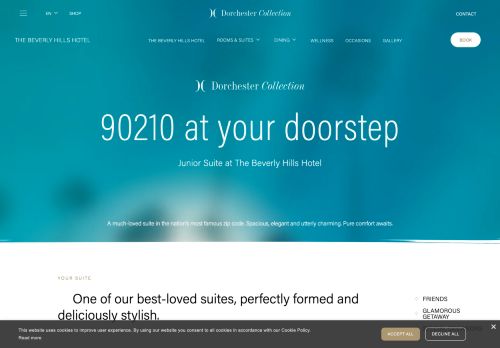 EN
SHOP
Dorchester Collection
CONTACT
THE BEVERLY HILLS HOTEL
THE BEVERLY HILLS HOTEL
ROOMS & SUITES
DINING
WELLNESS
OCCASIONS
GALLERY
BOOK
Dorchester Collection
90210 at your doorstep
Junior Suite at The Beverly Hills Hotel
A much-loved suite in the nation's most famous zip code. Spacious, elegant and utterly charming. Pure comfort awaits.
YOUR SUITE
One of our best-loved suites, perfectly formed and
deliciously stylish.
FRIENDS
GLAMOROUS
GETAWAY
This website uses cookies to improve user experience. By using our website you consent to all cookies in accordance with our Cookie Policy.
Read more
ACCEPT ALL
DECLINE ALL